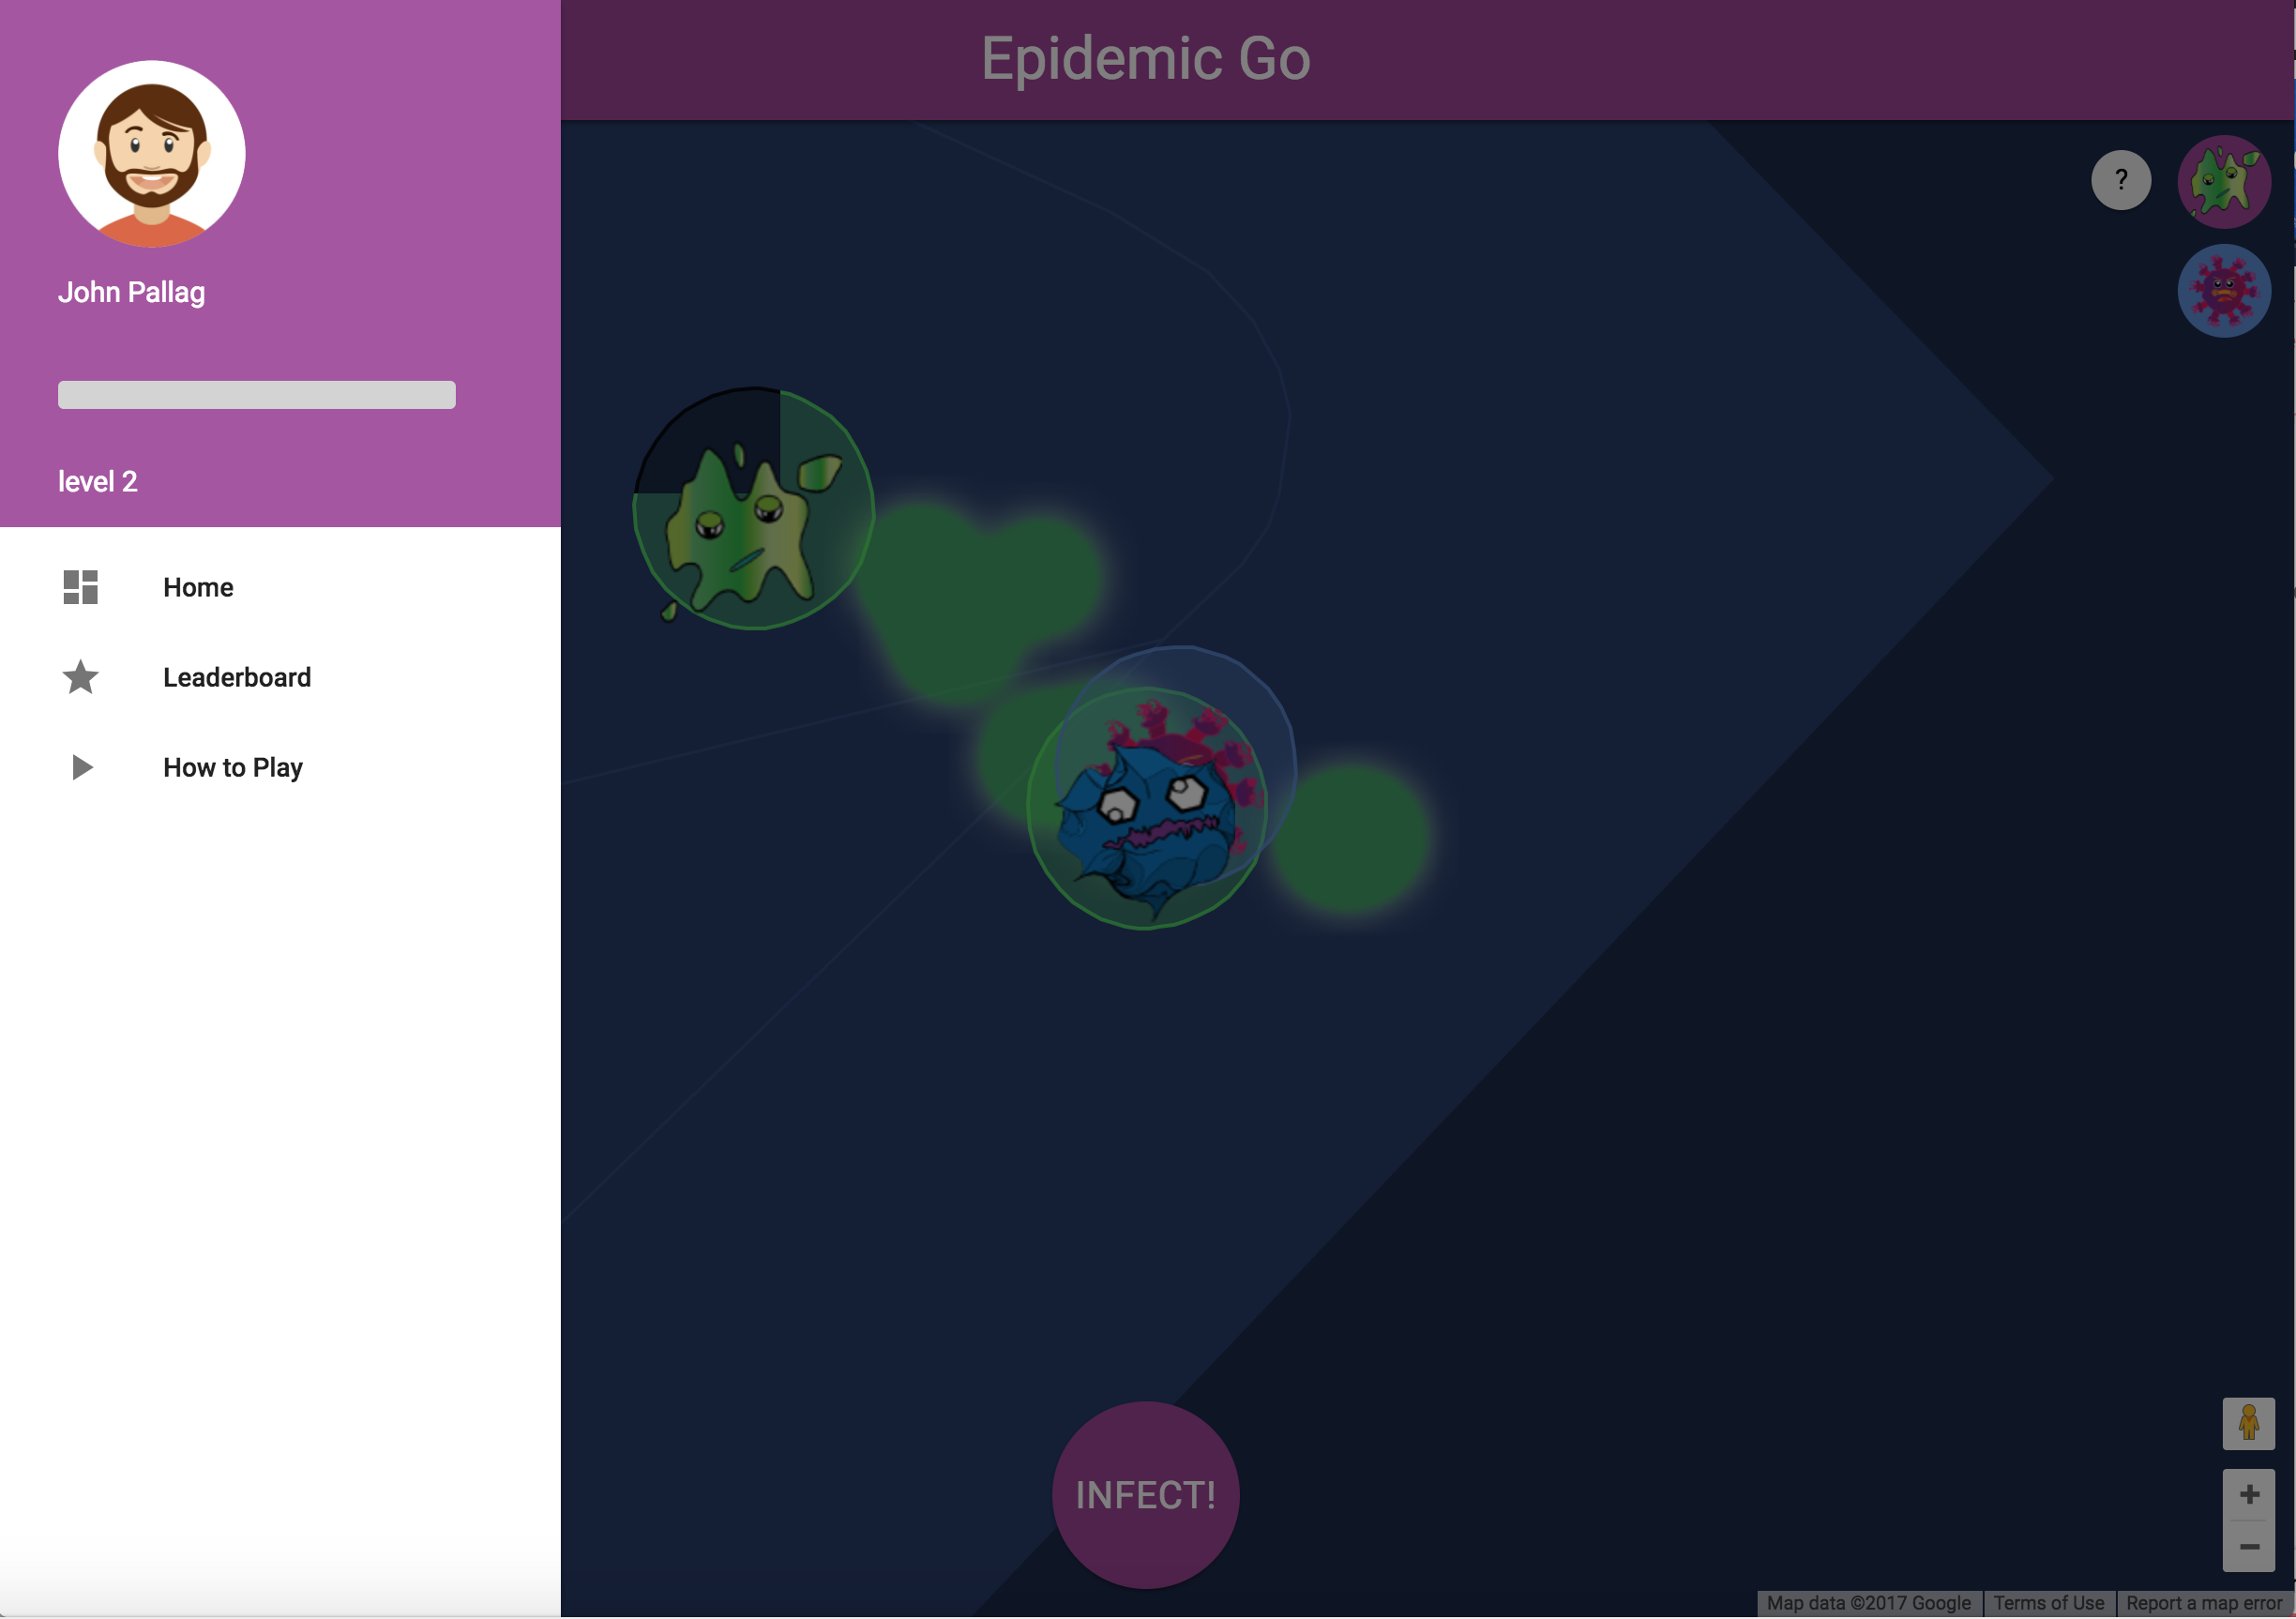 Epidemic Go
John Pallag
level 2
Home
Leaderboard
How to Play
?
INFECT!
+
−
Map data ©2017 Google
Terms of Use
Report a map error